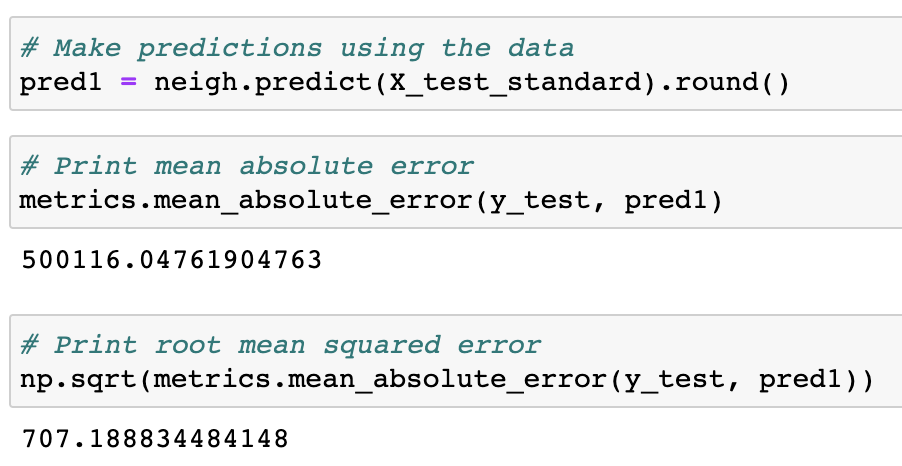 # Make predictions using the data
pred1 = neigh.predict(X_test_standard).round()
# Print mean absolute error
metrics.mean_absolute_error(y_test, pred1)
500116.04761904763
# Print root mean squared error
np.sqrt(metrics.mean_absolute_error(y_test, pred1))
707.188834484148